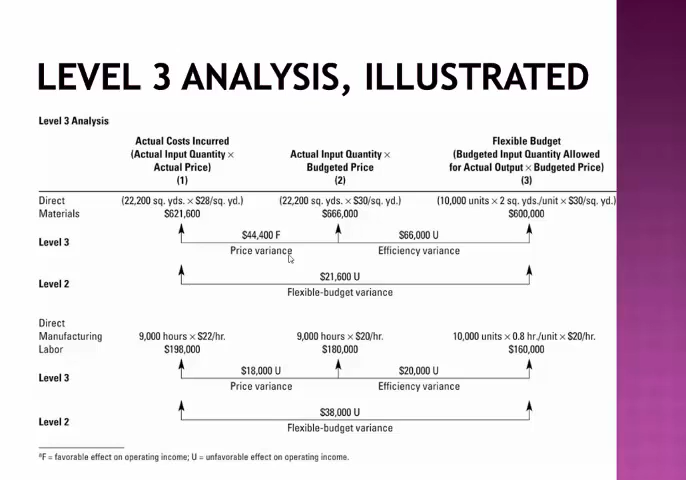 LEVEL 3 ANALYSIS, ILLUSTRATED
Level 3 Analysis
Actual Costs Incurred
(Actual Input Quantity ×
Actual Price)
(1)
Actual Input Quantity ×
Budgeted Price
(2)
Flexible Budget
(Budgeted Input Quantity Allowed
for Actual Output × Budgeted Price)
(3)
Direct
Materials
(22,200 sq. yds. × $28/sq. yd.)
$621,600
(22,200 sq. yds. × $30/sq. yd.)
$666,000
(10,000 units × 2 sq. yds./unit × $30/sq. yd.)
$600,000
Level 3
$44,400 F
Price variance
$66,000 U
Efficiency variance
Level 2
$21,600 U
Flexible-budget variance
Direct
Manufacturing
Labor
9,000 hours × $22/hr.
$198,000
9,000 hours × $20/hr.
$180,000
10,000 units × 0.8 hr./unit × $20/hr.
$160,000
Level 3
$18,000 U
Price variance
$20,000 U
Efficiency variance
Level 2
$38,000 U
Flexible-budget variance
ªF = favorable effect on operating income; U = unfavorable effect on operating income.